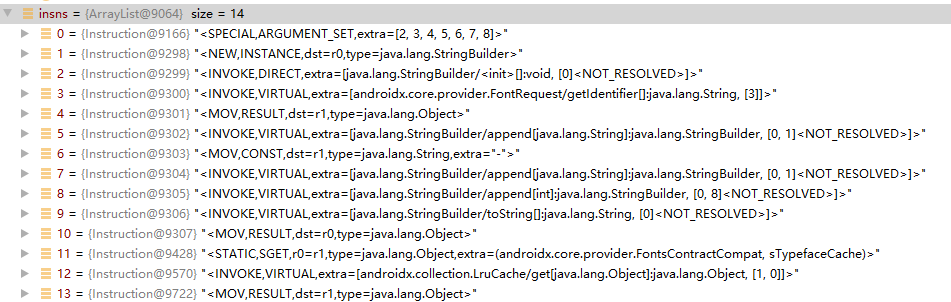 insns = {ArrayList@9064} size = 14
0 = {Instruction@9166} "<SPECIAL,ARGUMENT_SET,extra=[2, 3, 4, 5, 6, 7, 8]>"
1 = {Instruction@9298} "<NEW,INSTANCE,dst=r0,type=java.lang.StringBuilder>"
2 = {Instruction@9299} "<INVOKE,DIRECT,extra=[java.lang.StringBuilder/<init>[]:void, [0]<NOT_RESOLVED>]>"
3 = {Instruction@9300} "<INVOKE,VIRTUAL,extra=[androidx.core.provider.FontRequest/getIdentifier[]:java.lang.String, [3]]>"
4 = {Instruction@9301} "<MOV,RESULT,dst=r1,type=java.lang.Object>"
5 = {Instruction@9302} "<INVOKE,VIRTUAL,extra=[java.lang.StringBuilder/append[java.lang.String]:java.lang.StringBuilder, [0, 1]<NOT_RESOLVED>]>"
6 = {Instruction@9303} "<MOV,CONST,dst=r1,type=java.lang.String,extra="-">"
7 = {Instruction@9304} "<INVOKE,VIRTUAL,extra=[java.lang.StringBuilder/append[java.lang.String]:java.lang.StringBuilder, [0, 1]<NOT_RESOLVED>]>"
8 = {Instruction@9305} "<INVOKE,VIRTUAL,extra=[java.lang.StringBuilder/append[int]:java.lang.StringBuilder, [0, 8]<NOT_RESOLVED>]>"
9 = {Instruction@9306} "<INVOKE,VIRTUAL,extra=[java.lang.StringBuilder/toString[]:java.lang.String, [0]<NOT_RESOLVED>]>"
10 = {Instruction@9307} "<MOV,RESULT,dst=r0,type=java.lang.Object>"
11 = {Instruction@9428} "<STATIC,SGET,r0=r1,type=java.lang.Object,extra=(androidx.core.provider.FontsContractCompat, sTypefaceCache)>"
12 = {Instruction@9570} "<INVOKE,VIRTUAL,extra=[androidx.collection.LruCache/get[java.lang.Object]:java.lang.Object, [1, 0]]>"
13 = {Instruction@9722} "<MOV,RESULT,dst=r1,type=java.lang.Object>"